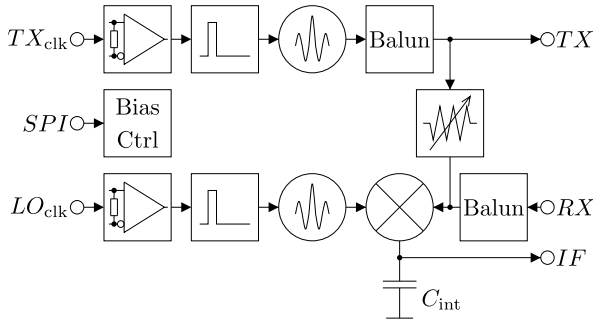 TX_clk
Balun
TX
SPI
Bias
Ctrl
LO_clk
Balun
RX
IF
C_int